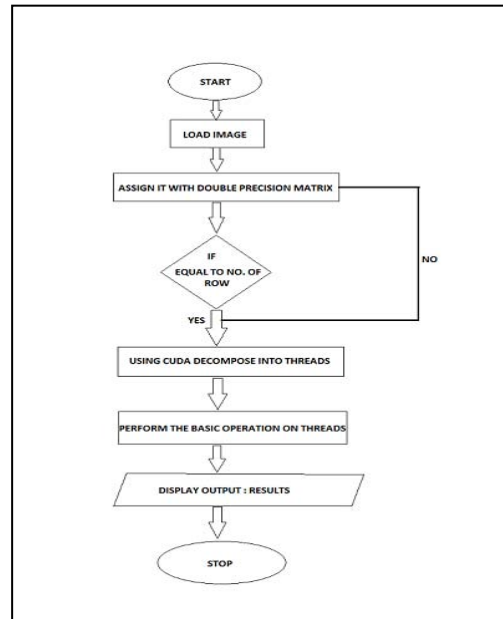 START
LOAD IMAGE
ASSIGN IT WITH DOUBLE PRECISION MATRIX
IF
EQUAL TO NO. OF
ROW
NO
YES
USING CUDA DECOMPOSE INTO THREADS
PERFORM THE BASIC OPERATION ON THREADS
DISPLAY OUTPUT : RESULTS
STOP